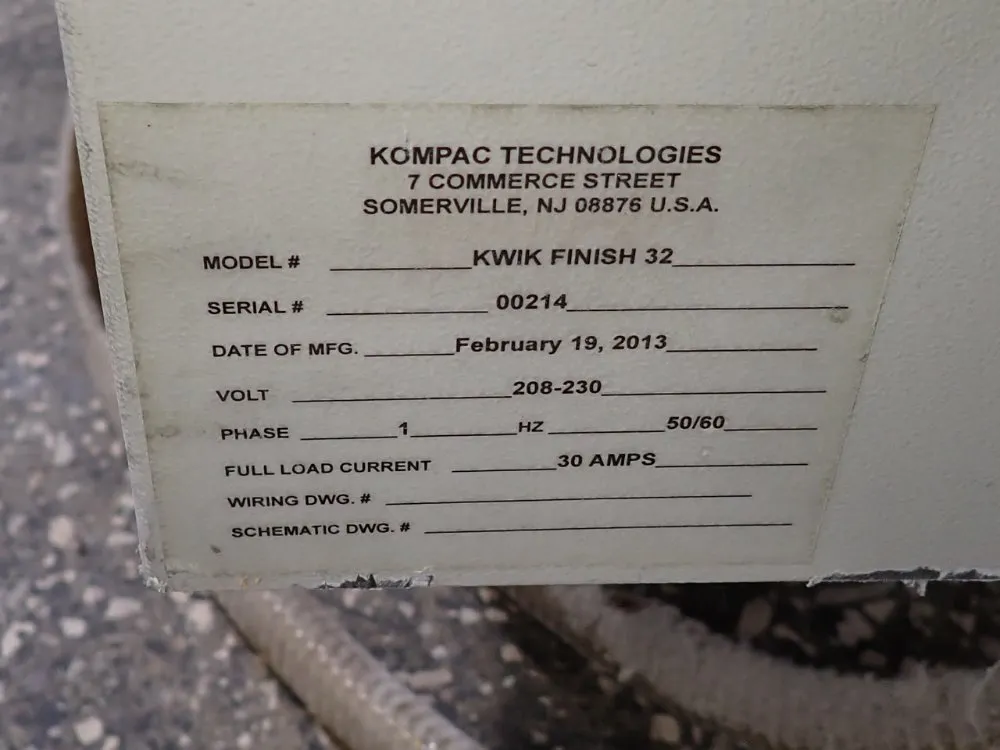 KOMPAC TECHNOLOGIES
7 COMMERCE STREET
SOMERVILLE, NJ 08876 U.S.A.
MODEL # KWIK FINISH 32
SERIAL # 00214
DATE OF MFG. February 19, 2013
VOLT 208-230
PHASE 1 HZ 50/60
FULL LOAD CURRENT 30 AMPS
WIRING DWG. #
SCHEMATIC DWG. #